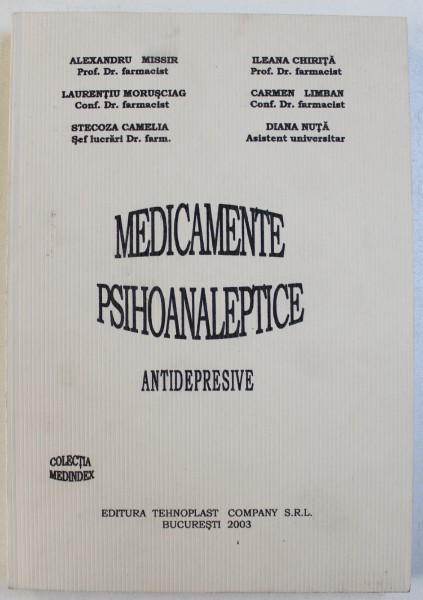 ALEXANDRU MISSIR
Prof. Dr. farmacist
ILEANA CHIRIȚĂ
Prof. Dr. farmacist
LAURENȚIU MORUȘCIAG
Conf. Dr. farmacist
CARMEN LIMBAN
Conf. Dr. farmacist
STECOZA CAMELIA
Șef lucrări Dr. farm.
DIANA NUȚĂ
Asistent universitar
MEDICAMENTE
PSIHOANALEPTICE
ANTIDEPRESIVE
COLECȚIA
MEDINDEX
EDITURA TEHNOPLAST COMPANY S.R.L.
BUCUREȘTI 2003